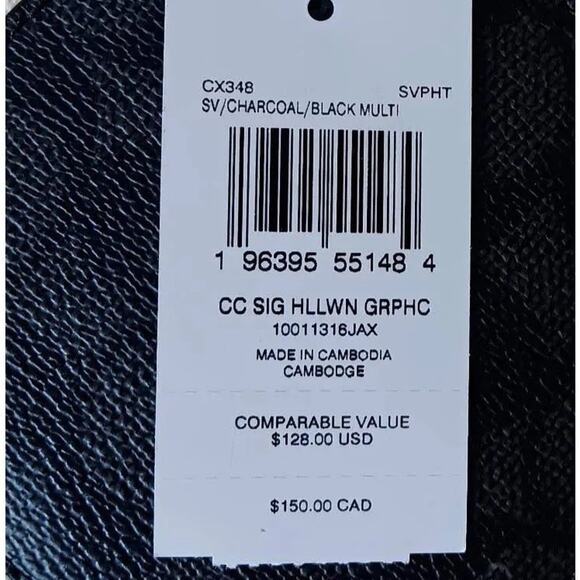 CX348 SVPHT
SV/CHARCOAL/BLACK MULTI
1 96395 55148 4
CC SIG HLLWN GRPHC
10011316JAX
MADE IN CAMBODIA
CAMBODGE
COMPARABLE VALUE
$128.00 USD
$150.00 CAD